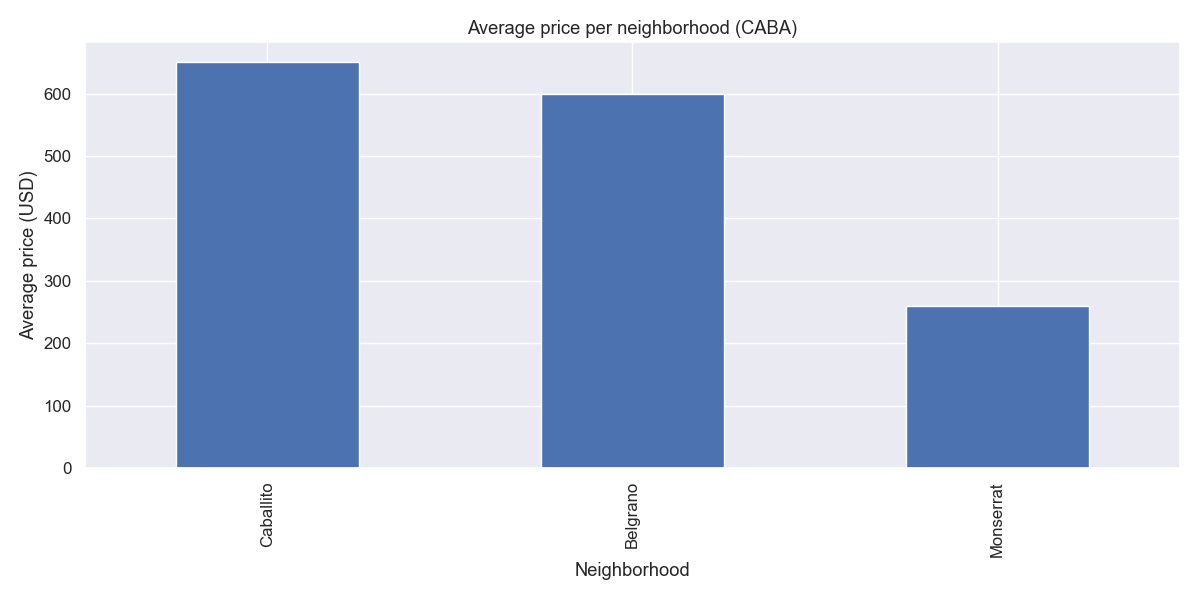 Average price per neighborhood (CABA)
600
500
400
300
200
100
0
Average price (USD)
Caballito
Belgrano
Monserrat
Neighborhood